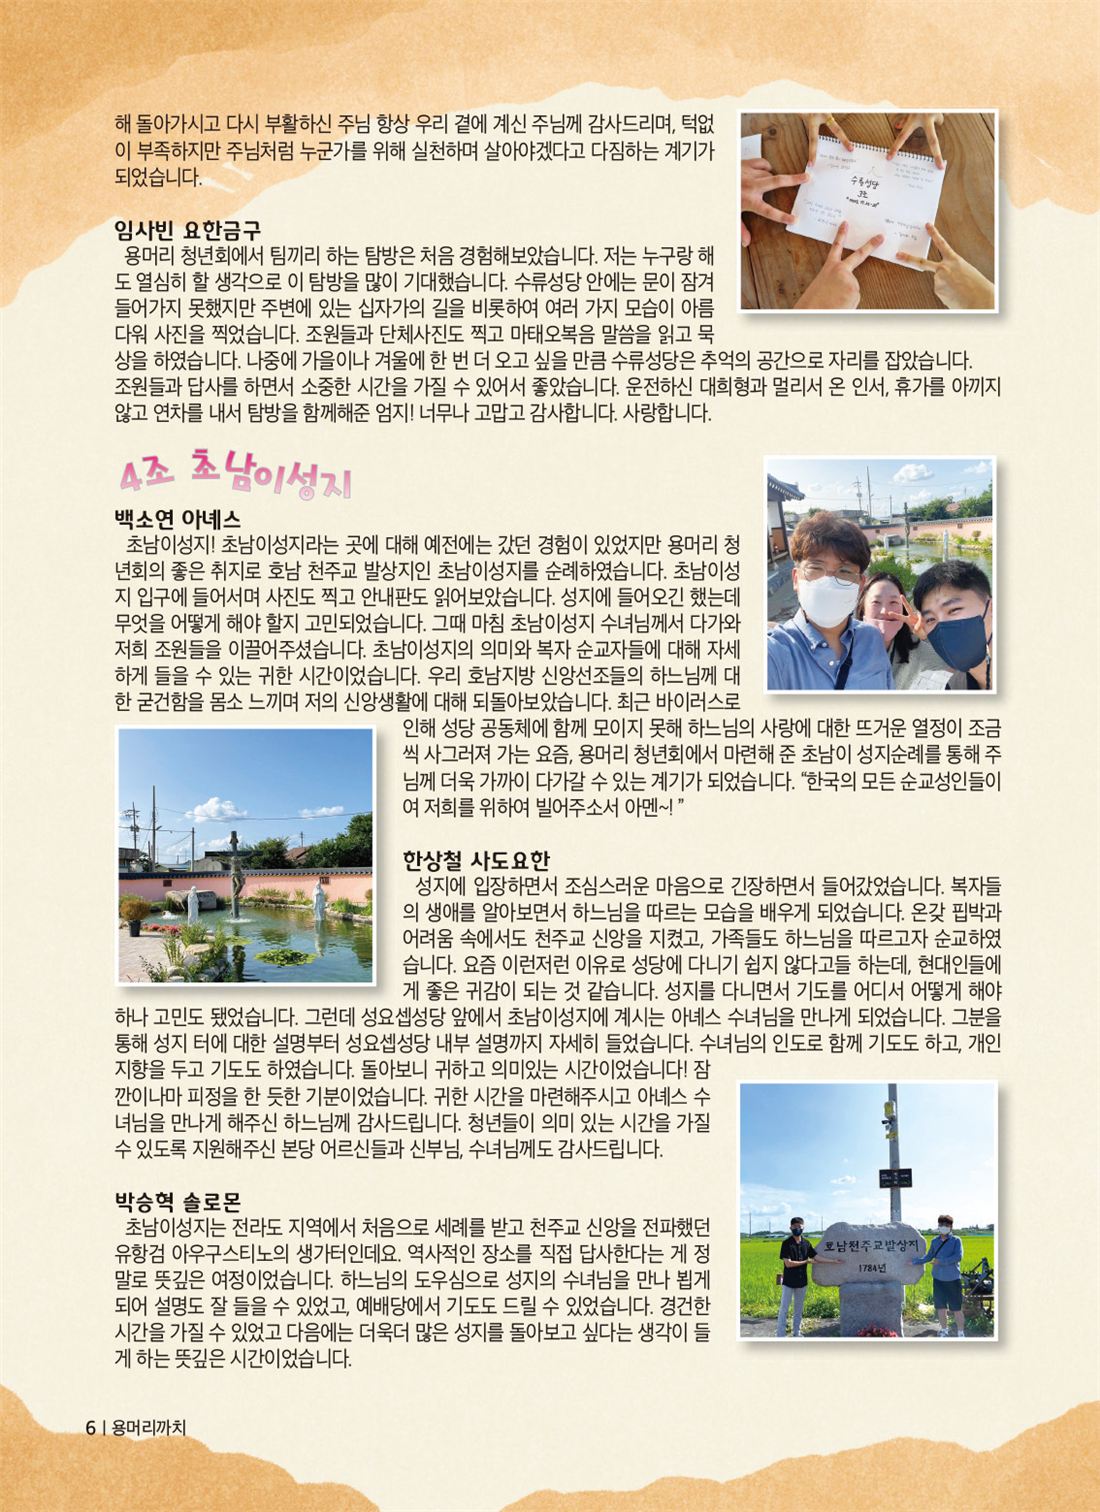 해 돌아가시고 다시 부활하신 주님 항상 우리 곁에 계신 주님께 감사드리며, 턱없
이 부족하지만 주님처럼 누군가를 위해 실천하며 살아야겠다고 다짐하는 계기가
되었습니다.
수류성당
3조
임사빈 요한금구
용머리 청년회에서 팀끼리 하는 탐방은 처음 경험해보았습니다. 저는 누구랑 해
도 열심히 할 생각으로 이 탐방을 많이 기대했습니다. 수류성당 안에는 문이 잠겨
들어가지 못했지만 주변에 있는 십자가의 길을 비롯하여 여러 가지 모습이 아름
다워 사진을 찍었습니다. 조원들과 단체사진도 찍고 마태오복음 말씀을 읽고 묵
상을 하였습니다. 나중에 가을이나 겨울에 한 번 더 오고 싶을 만큼 수류성당은 추억의 공간으로 자리를 잡았습니다.
조원들과 답사를 하면서 소중한 시간을 가질 수 있어서 좋았습니다. 운전하신 대희형과 멀리서 온 인서, 휴가를 아끼지
않고 연차를 내서 탐방을 함께해준 엄지! 너무나 고맙고 감사합니다. 사랑합니다.
4조 초남이성지
백소연 아녜스
초남이성지! 초남이성지라는 곳에 대해 예전에는 갔던 경험이 있었지만 용머리 청
년회의 좋은 취지로 호남 천주교 발상지인 초남이성지를 순례하였습니다. 초남이성
지 입구에 들어서며 사진도 찍고 안내판도 읽어보았습니다. 성지에 들어오긴 했는데
무엇을 어떻게 해야 할지 고민되었습니다. 그때 마침 초남이성지 수녀님께서 다가와
저희 조원들을 이끌어주셨습니다. 초남이성지의 의미와 복자 순교자들에 대해 자세
하게 들을 수 있는 귀한 시간이었습니다. 우리 호남지방 신앙선조들의 하느님께 대
한 굳건함을 몸소 느끼며 저의 신앙생활에 대해 되돌아보았습니다. 최근 바이러스로
인해 성당 공동체에 함께 모이지 못해 하느님의 사랑에 대한 뜨거운 열정이 조금
씩 사그러져 가는 요즘, 용머리 청년회에서 마련해 준 초남이 성지순례를 통해 주
님께 더욱 가까이 다가갈 수 있는 계기가 되었습니다. “한국의 모든 순교성인들이
여 저희를 위하여 빌어주소서 아멘~! ”
한상철 사도요한
성지에 입장하면서 조심스러운 마음으로 긴장하면서 들어갔었습니다. 복자들
의 생애를 알아보면서 하느님을 따르는 모습을 배우게 되었습니다. 온갖 핍박과
어려움 속에서도 천주교 신앙을 지켰고, 가족들도 하느님을 따르고자 순교하였
습니다. 요즘 이런저런 이유로 성당에 다니기 쉽지 않다고들 하는데, 현대인들에
게 좋은 귀감이 되는 것 같습니다. 성지를 다니면서 기도를 어디서 어떻게 해야
하나 고민도 됐었습니다. 그런데 성요셉성당 앞에서 초남이성지에 계시는 아녜스 수녀님을 만나게 되었습니다. 그분을
통해 성지 터에 대한 설명부터 성요셉성당 내부 설명까지 자세히 들었습니다. 수녀님의 인도로 함께 기도도 하고, 개인
지향을 두고 기도도 하였습니다. 돌아보니 귀하고 의미있는 시간이었습니다! 잠
깐이나마 피정을 한 듯한 기분이었습니다. 귀한 시간을 마련해주시고 아녜스 수
녀님을 만나게 해주신 하느님께 감사드립니다. 청년들이 의미 있는 시간을 가질
수 있도록 지원해주신 본당 어르신들과 신부님, 수녀님께도 감사드립니다.
박승혁 솔로몬
초남이성지는 전라도 지역에서 처음으로 세례를 받고 천주교 신앙을 전파했던
유항검 아우구스티노의 생가터인데요. 역사적인 장소를 직접 답사한다는 게 정
말로 뜻깊은 여정이었습니다. 하느님의 도우심으로 성지의 수녀님을 만나 뵙게
되어 설명도 잘 들을 수 있었고, 예배당에서 기도도 드릴 수 있었습니다. 경건한
시간을 가질 수 있었고 다음에는 더욱더 많은 성지를 돌아보고 싶다는 생각이 들
게 하는 뜻깊은 시간이었습니다.
호남천주교발상지
1784년
6 | 용머리까치